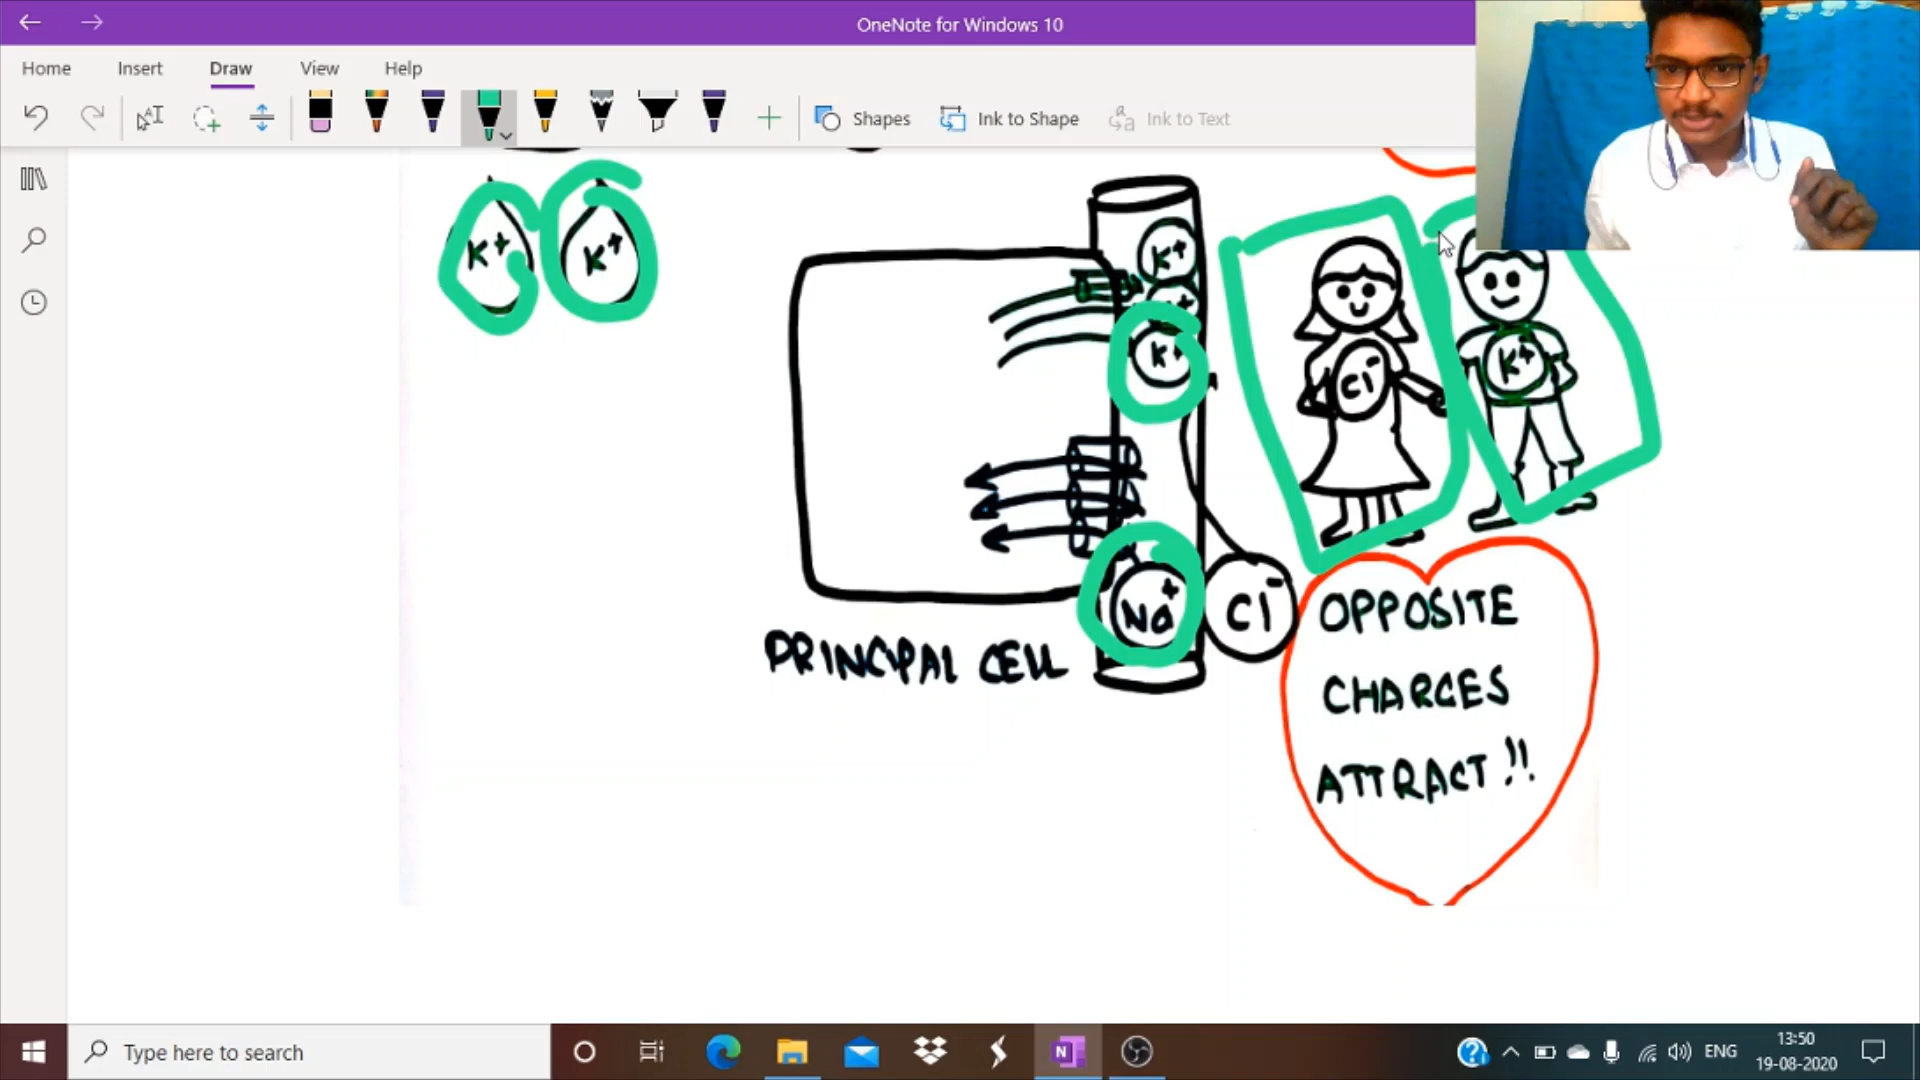 OneNote for Windows 10
Home Insert Draw View Help
Shapes Ink to Shape Ink to Text
K+ K+
K+
K+
Cl- K+
Na+ Cl-
PRINCIPAL CELL
OPPOSITE
CHARGES
ATTRACT!!
Type here to search
ENG
13:50
19-08-2020